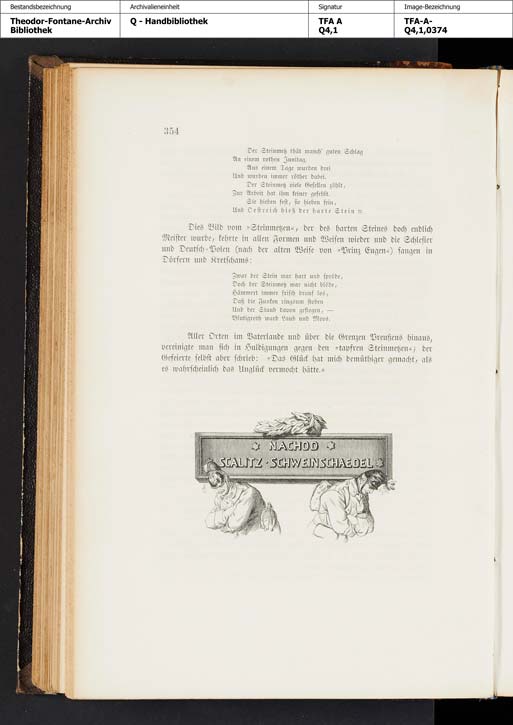 Bestandsbezeichnung
Theodor-Fontane-Archiv
Bibliothek
Archivalieneinheit
Q - Handbibliothek
Signatur
TFA A
Q4,1
Image-Bezeichnung
TFA-A-
Q4,1,0374
354
Der Steinmetz thät manch' guten Schlag
An einem rothen Junitag.
Aus einem Tage wurden drei
Und wurden immer röther dabei.
Der Steinmetz viele Gesellen zählt,
Zur Arbeit hat ihm keiner gefehlt.
Sie hieben fest, sie hieben fein,
Und Oestreich hieß der harte Stein
Dies Bild vom »Steinmetzen«, der des harten Steines doch endlich
Meister wurde, kehrte in allen Formen und Weisen wieder und die Schlesier
und Deutsch-Polen (nach der alten Weise von »Prinz Eugen«) sangen in
Dörfern und Kretschams:
Zwar der Stein war hart und spröde,
Doch der Steinmetz war nicht blöde,
Hämmert immer frisch drauf los,
Daß die Funken ringsum stoben
Und der Staub davon geflogen, —
Blutigroth ward Laub und Moos.
Aller Orten im Vaterlande und über die Grenzen Preußens hinaus,
vereinigte man sich in Huldigungen gegen den »tapfren Steinmetzen«; der
Gefeierte selbst aber schrieb: »Das Glück hat mich demüthiger gemacht, als
es wahrscheinlich das Unglück vermocht hätte.«
NACHOD
SCALITZ · SCHWEINSCHAEDEL